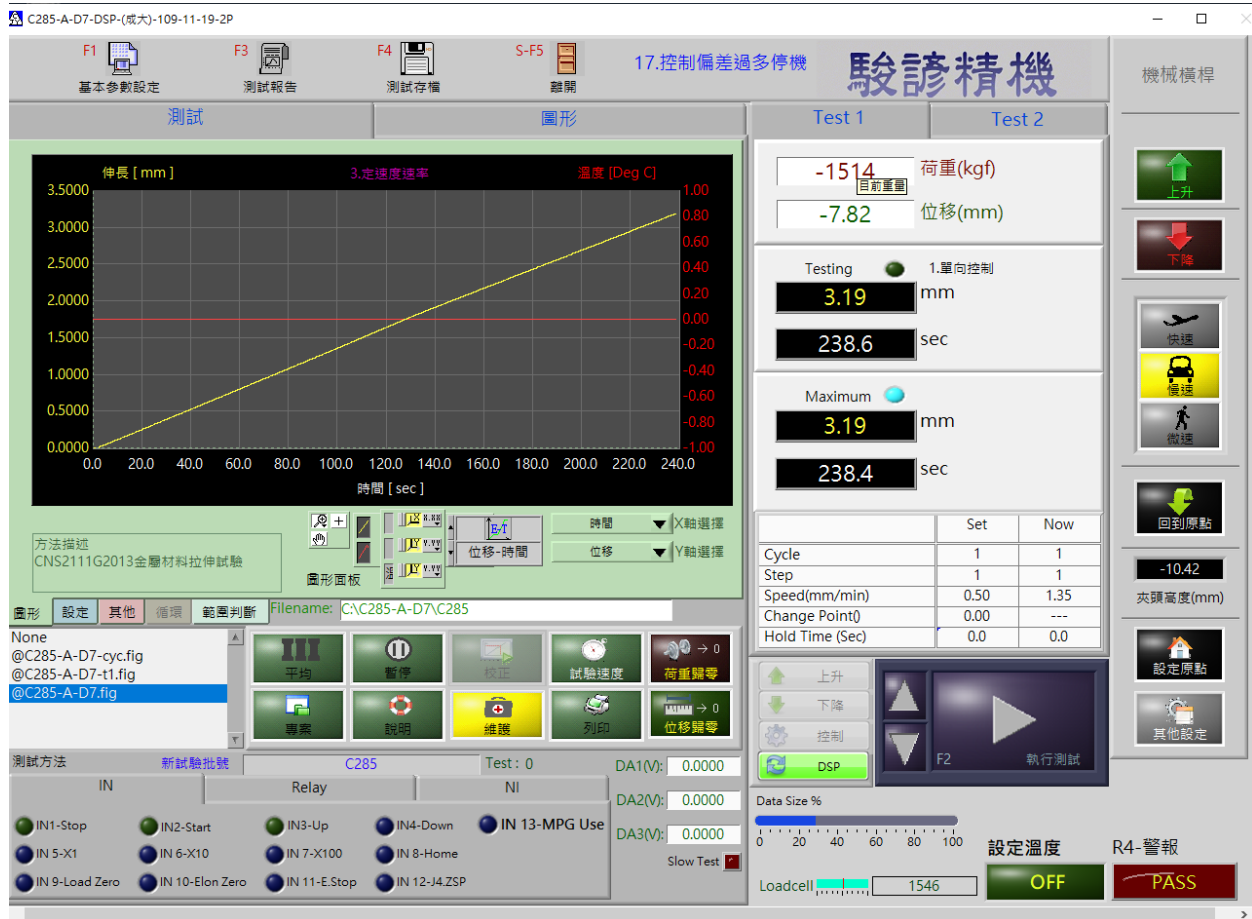 C285-A-D7-DSP-(成大)-109-11-19-2P
F1
基本參數設定
F3
測試報告
F4
測試存檔
S-F5
離開
17.控制偏差過多停機
駿諺精機
機械橫桿
測試
圖形
Test 1
Test 2
伸長 [ mm ]
3.定速度速率
溫度 [Deg C]
3.5000
3.0000
2.5000
2.0000
1.5000
1.0000
0.5000
0.0000
1.00
0.80
0.60
0.40
0.20
0.00
-0.20
-0.40
-0.60
-0.80
-1.00
0.0 20.0 40.0 60.0 80.0 100.0 120.0 140.0 160.0 180.0 200.0 220.0 240.0
時間 [ sec ]
-1514 荷重(kgf)
目前重量
-7.82 位移(mm)
Testing 1.單向控制
3.19 mm
238.6 sec
Maximum
3.19 mm
238.4 sec
上升
下降
快速
慢速
微速
回到原點
-10.42
夾頭高度(mm)
設定原點
其他設定
方法描述
CNS2111G2013金屬材料拉伸試驗
圖形面板
X X.XX
Y Y.YY
Y Y.YY
E-T
位移-時間
時間 X軸選擇
位移 Y軸選擇
Set Now
Cycle 1 1
Step 1 1
Speed(mm/min) 0.50 1.35
Change Point() 0.00 ---
Hold Time (Sec) 0.0 0.0
圖形 設定 其他 循環 範圍判斷 Filename: C:\C285-A-D7\C285
None
@C285-A-D7-cyc.fig
@C285-A-D7-t1.fig
@C285-A-D7.fig
平均
暫停
校正
試驗速度
→ 0
荷重歸零
專案
說明
維護
列印
→ 0
位移歸零
上升
下降
控制
DSP
F2 執行測試
測試方法 新試驗批號 C285 Test : 0
IN
Relay
NI
IN1-Stop IN2-Start IN3-Up IN4-Down IN 13-MPG Use
IN 5-X1 IN 6-X10 IN 7-X100 IN 8-Home
IN 9-Load Zero IN 10-Elon Zero IN 11-E.Stop IN 12-J4.ZSP
DA1(V): 0.0000
DA2(V): 0.0000
DA3(V): 0.0000
Slow Test
Data Size %
0 20 40 60 80 100
Loadcell 1546
設定溫度
OFF
R4-警報
PASS